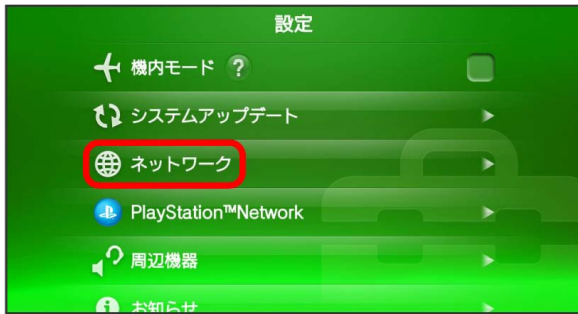 設定
機内モード ?
システムアップデート
ネットワーク
PlayStation™Network
周辺機器
お知らせ